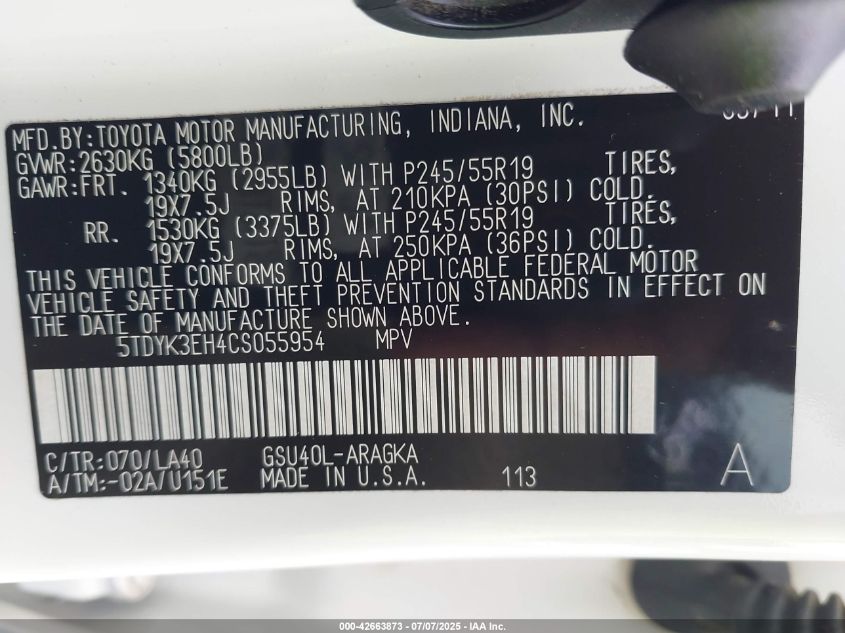 MFD.BY:TOYOTA MOTOR MANUFACTURING, INDIANA, INC.
GVWR:2630KG (5800LB)
GAWR:FRT. 1340KG (2955LB) WITH P245/55R19 TIRES,
19X7.5J RIMS, AT 210KPA (30PSI) COLD.
RR. 1530KG (3375LB) WITH P245/55R19 TIRES,
19X7.5J RIMS, AT 250KPA (36PSI) COLD.
THIS VEHICLE CONFORMS TO ALL APPLICABLE FEDERAL MOTOR
VEHICLE SAFETY AND THEFT PREVENTION STANDARDS IN EFFECT ON
THE DATE OF MANUFACTURE SHOWN ABOVE.
5TDYK3EH4CS055954 MPV
C/TR:070/LA40 GSU40L-ARAGKA
A/TM:-02A/U151E MADE IN U.S.A. 113 A
000-42663873 / 07/07/2025 - IAA Inc.